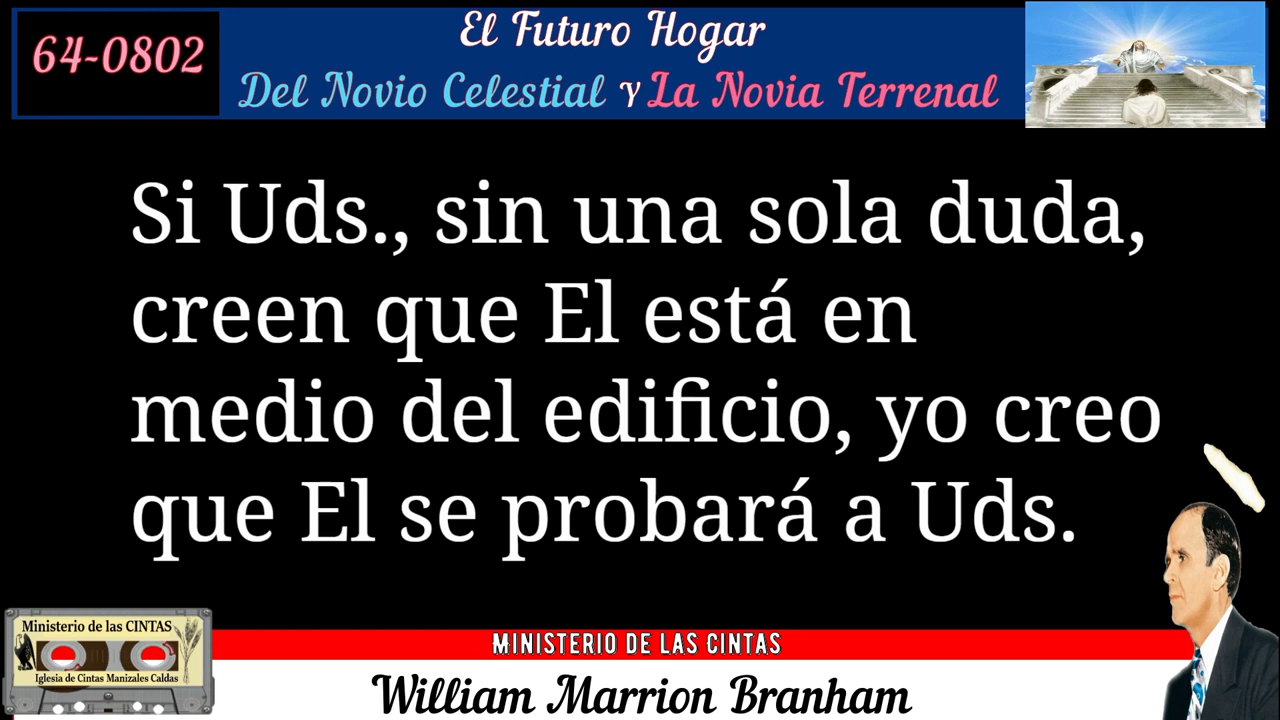 64-0802
El Futuro Hogar
Del Novio Celestial Y La Novia Terrenal
Si Uds., sin una sola duda,
creen que El está en
medio del edificio, yo creo
que El se probará a Uds.
Ministerio de las CINTAS
Iglesia de Cintas Manizales Caldas
MINISTERIO DE LAS CINTAS
William Marrion Branham